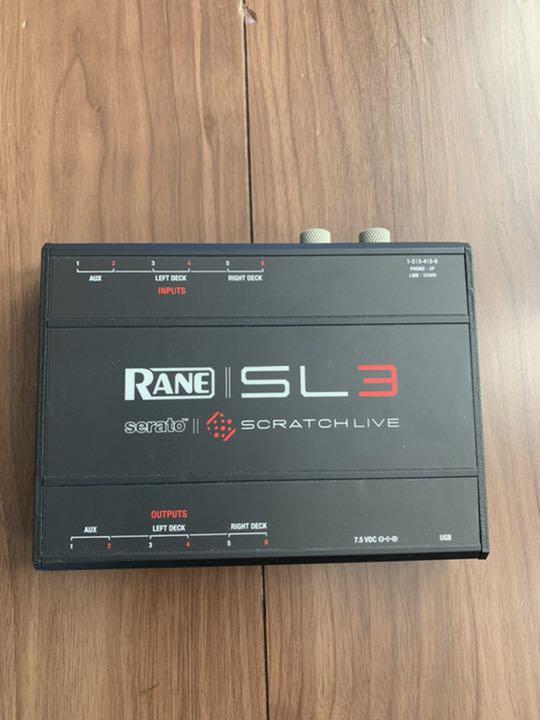 1 2 3 4 5 6
AUX LEFT DECK RIGHT DECK
INPUTS
1-2|3-4|5-6
PHONO - UP
LINE - DOWN
RANE SL3
serato™ SCRATCH LIVE
OUTPUTS
AUX LEFT DECK RIGHT DECK
1 2 3 4 5 6
7.5 VDC
USB